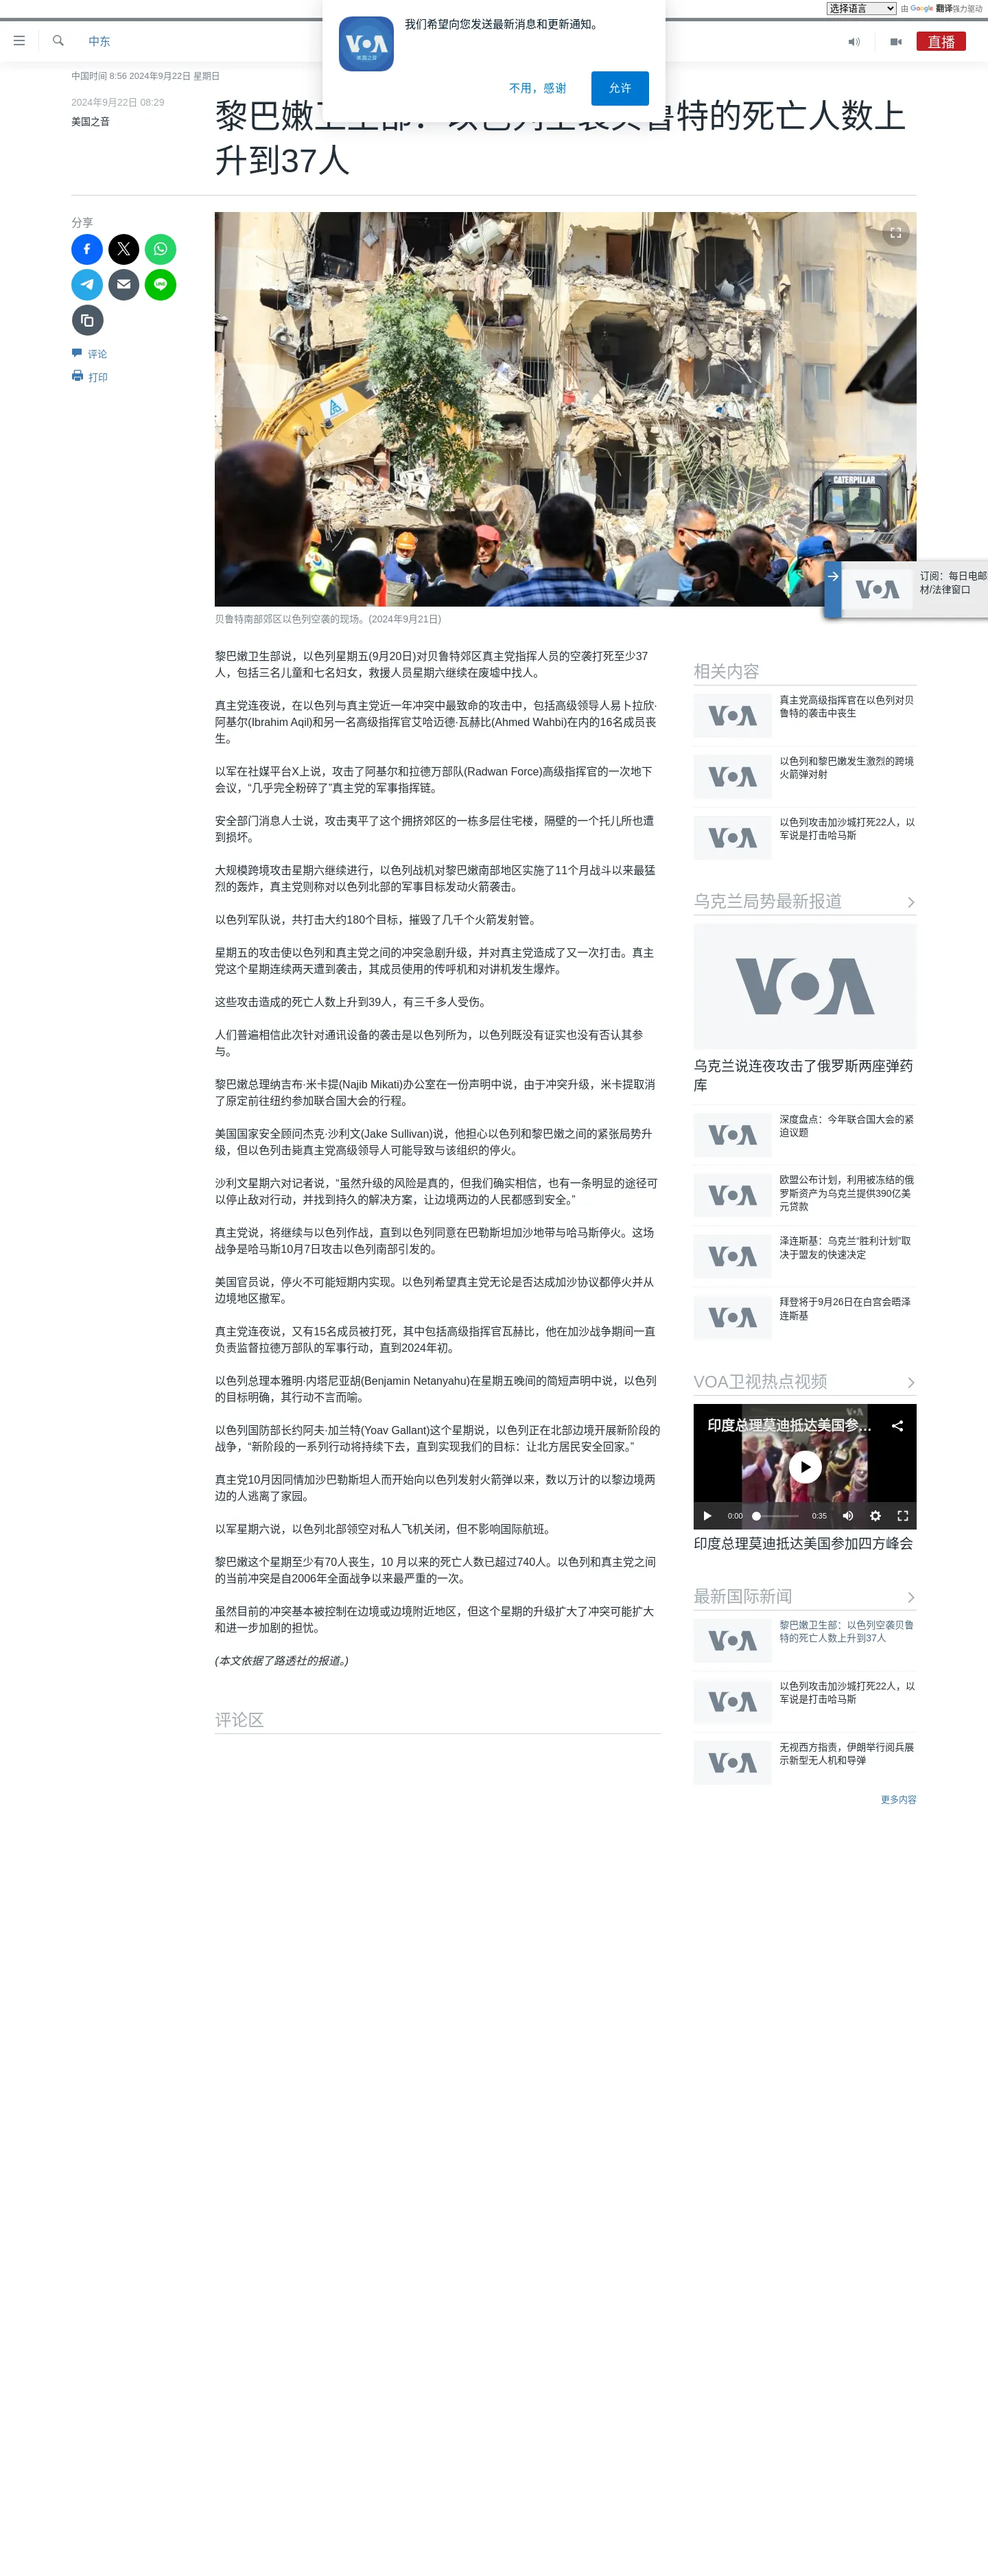 选择语言
由 Google 翻译强力驱动
中东
直播
我们希望向您发送最新消息和更新通知。
VOA
美国之音
不用，感谢
允许
中国时间 8:56 2024年9月22日 星期日
2024年9月22日 08:29
美国之音
黎巴嫩卫生部：以色列空袭贝鲁特的死亡人数上
升到37人
分享
评论
打印
CATERPILLAR
贝鲁特南部郊区以色列空袭的现场。(2024年9月21日)
订阅：每日电邮
材/法律窗口
黎巴嫩卫生部说，以色列星期五(9月20日)对贝鲁特郊区真主党指挥人员的空袭打死至少37
人，包括三名儿童和七名妇女，救援人员星期六继续在废墟中找人。
真主党连夜说，在以色列与真主党近一年冲突中最致命的攻击中，包括高级领导人易卜拉欣·
阿基尔(Ibrahim Aqil)和另一名高级指挥官艾哈迈德·瓦赫比(Ahmed Wahbi)在内的16名成员丧
生。
以军在社媒平台X上说，攻击了阿基尔和拉德万部队(Radwan Force)高级指挥官的一次地下
会议，“几乎完全粉碎了”真主党的军事指挥链。
安全部门消息人士说，攻击夷平了这个拥挤郊区的一栋多层住宅楼，隔壁的一个托儿所也遭
到损坏。
大规模跨境攻击星期六继续进行，以色列战机对黎巴嫩南部地区实施了11个月战斗以来最猛
烈的轰炸，真主党则称对以色列北部的军事目标发动火箭袭击。
以色列军队说，共打击大约180个目标，摧毁了几千个火箭发射管。
星期五的攻击使以色列和真主党之间的冲突急剧升级，并对真主党造成了又一次打击。真主
党这个星期连续两天遭到袭击，其成员使用的传呼机和对讲机发生爆炸。
这些攻击造成的死亡人数上升到39人，有三千多人受伤。
人们普遍相信此次针对通讯设备的袭击是以色列所为，以色列既没有证实也没有否认其参
与。
黎巴嫩总理纳吉布·米卡提(Najib Mikati)办公室在一份声明中说，由于冲突升级，米卡提取消
了原定前往纽约参加联合国大会的行程。
美国国家安全顾问杰克·沙利文(Jake Sullivan)说，他担心以色列和黎巴嫩之间的紧张局势升
级，但以色列击毙真主党高级领导人可能导致与该组织的停火。
沙利文星期六对记者说，“虽然升级的风险是真的，但我们确实相信，也有一条明显的途径可
以停止敌对行动，并找到持久的解决方案，让边境两边的人民都感到安全。”
真主党说，将继续与以色列作战，直到以色列同意在巴勒斯坦加沙地带与哈马斯停火。这场
战争是哈马斯10月7日攻击以色列南部引发的。
美国官员说，停火不可能短期内实现。以色列希望真主党无论是否达成加沙协议都停火并从
边境地区撤军。
真主党连夜说，又有15名成员被打死，其中包括高级指挥官瓦赫比，他在加沙战争期间一直
负责监督拉德万部队的军事行动，直到2024年初。
以色列总理本雅明·内塔尼亚胡(Benjamin Netanyahu)在星期五晚间的简短声明中说，以色列
的目标明确，其行动不言而喻。
以色列国防部长约阿夫·加兰特(Yoav Gallant)这个星期说，以色列正在北部边境开展新阶段的
战争，“新阶段的一系列行动将持续下去，直到实现我们的目标：让北方居民安全回家。”
真主党10月因同情加沙巴勒斯坦人而开始向以色列发射火箭弹以来，数以万计的以黎边境两
边的人逃离了家园。
以军星期六说，以色列北部领空对私人飞机关闭，但不影响国际航班。
黎巴嫩这个星期至少有70人丧生，10 月以来的死亡人数已超过740人。以色列和真主党之间
的当前冲突是自2006年全面战争以来最严重的一次。
虽然目前的冲突基本被控制在边境或边境附近地区，但这个星期的升级扩大了冲突可能扩大
和进一步加剧的担忧。
(本文依据了路透社的报道。)
评论区
相关内容
VOA
真主党高级指挥官在以色列对贝
鲁特的袭击中丧生
VOA
以色列和黎巴嫩发生激烈的跨境
火箭弹对射
VOA
以色列攻击加沙城打死22人，以
军说是打击哈马斯
乌克兰局势最新报道
VOA
乌克兰说连夜攻击了俄罗斯两座弹药
库
VOA
深度盘点：今年联合国大会的紧
迫议题
VOA
欧盟公布计划，利用被冻结的俄
罗斯资产为乌克兰提供390亿美
元贷款
VOA
泽连斯基：乌克兰“胜利计划”取
决于盟友的快速决定
VOA
拜登将于9月26日在白宫会晤泽
连斯基
VOA卫视热点视频
印度总理莫迪抵达美国参...
VOA
0:00
0:35
印度总理莫迪抵达美国参加四方峰会
最新国际新闻
VOA
黎巴嫩卫生部：以色列空袭贝鲁
特的死亡人数上升到37人
VOA
以色列攻击加沙城打死22人，以
军说是打击哈马斯
VOA
无视西方指责，伊朗举行阅兵展
示新型无人机和导弹
更多内容